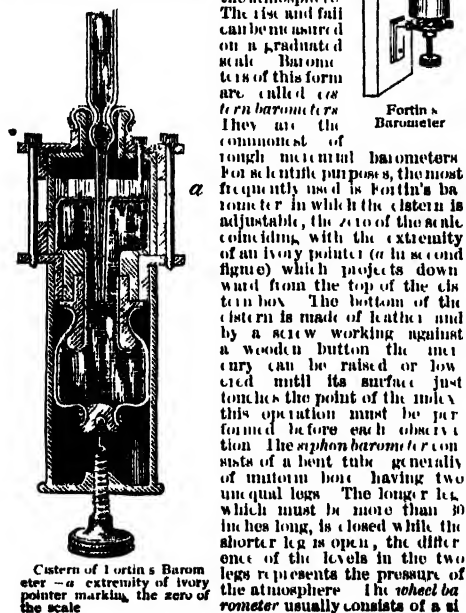 The rise and fall
can be measured
on a graduated
scale Barome
ters of this form
are called cis
tern barometers
They are the
commonest of
rough mercurial barometers
For scientific purposes, the most
frequently used is Fortin's ba
rometer in which the cistern is
adjustable, the zero of the scale
coinciding with the extremity
of an ivory pointer (a in second
figure) which projects down
ward from the top of the cis
tern box The bottom of the
cistern is made of leather and
by a screw working against
a wooden button the mer
cury can be raised or low
ered until its surface just
touches the point of the index
this operation must be per
formed before each observa
tion The siphon barometer con
sists of a bent tube generally
of uniform bore having two
unequal legs The longer leg
which must be more than 30
inches long, is closed while the
shorter leg is open, the differ
ence of the levels in the two
legs represents the pressure of
the atmosphere The wheel ba
rometer usually consists of a si
Fortin s
Barometer
a
Cistern of Fortin s Barom
eter – a extremity of ivory
pointer marking the zero of
the scale